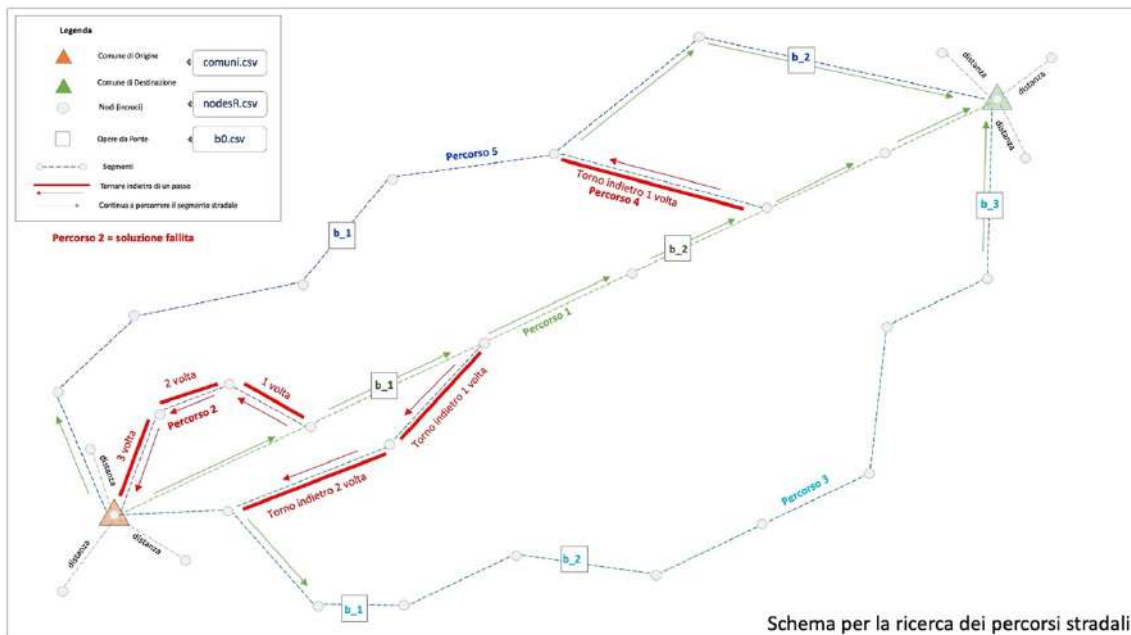 Legenda
Comune di Origine
comuni.csv
Comune di Destinazione
Nodi (incroci)
nodesR.csv
Opere da Ponte
bD.csv
Segmenti
Tornare indietro di un passo
Continuo a percorrere il segmento stradale
Percorso 2 = soluzione fallita
b_2
distanza
distanza
distanza
Percorso 5
Torno indietro 1 volta
Percorso 4
b_3
b_1
b_2
Percorso 1
2 volta
1 volta
b_1
Percorso 2
Torno indietro 1 volta
3 volta
distanza
Torno indietro 2 volta
Percorso 3
distanza
distanza
b_2
b_1
Schema per la ricerca dei percorsi stradali